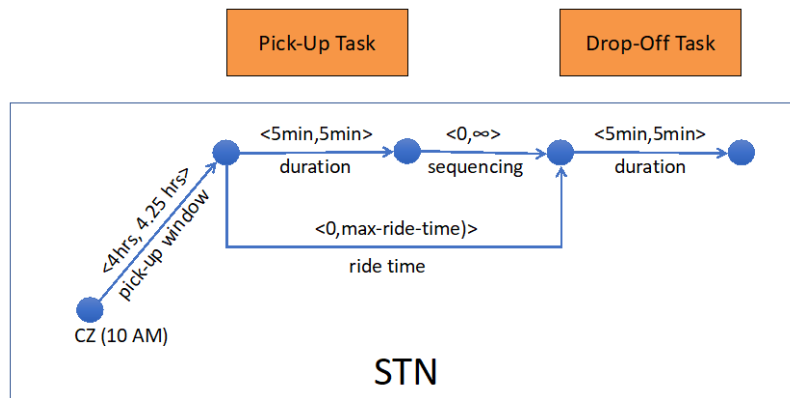 Pick-Up Task
Drop-Off Task
<5min,5min>
<0,∞>
<5min,5min>
duration
sequencing
duration
<4hrs, 4.25 hrs>
pick-up window
<0,max-ride-time)>
ride time
CZ (10 AM)
STN